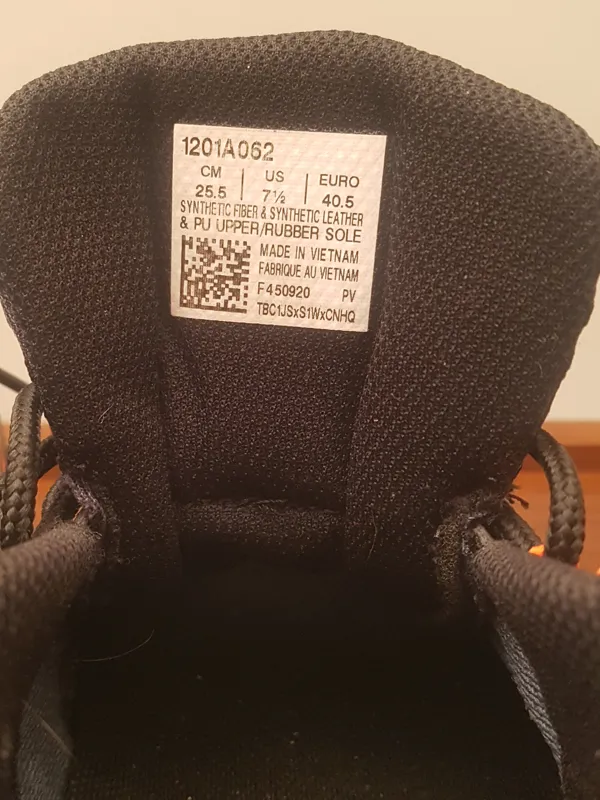 1201A062
CM US EURO
25.5 7½ 40.5
SYNTHETIC FIBER & SYNTHETIC LEATHER
& PU UPPER/RUBBER SOLE
MADE IN VIETNAM
FABRIQUE AU VIETNAM
F450920 PV
TBC1JSxS1WxCNHQ